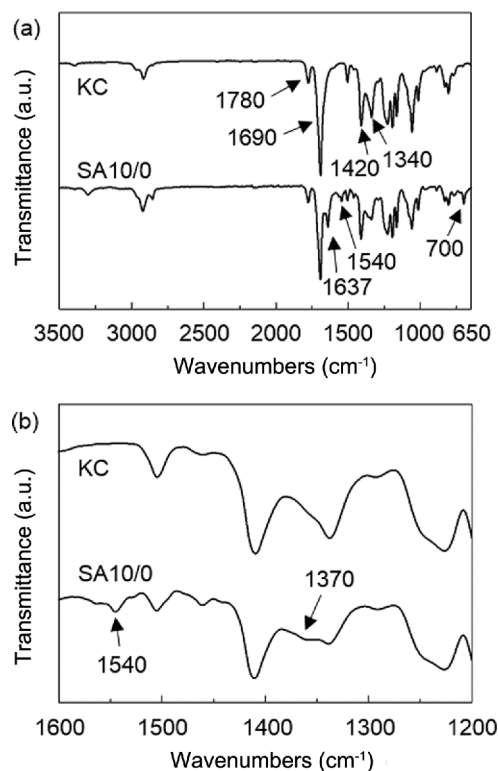 (a)
Transmittance (a.u.)
KC
1780
1690
1420
1340
SA10/0
1637
1540
700
3500 3000 2500 2000 1500 1000 650
Wavenumbers (cm⁻¹)
(b)
Transmittance (a.u.)
KC
SA10/0
1370
1540
1600 1500 1400 1300 1200
Wavenumbers (cm⁻¹)